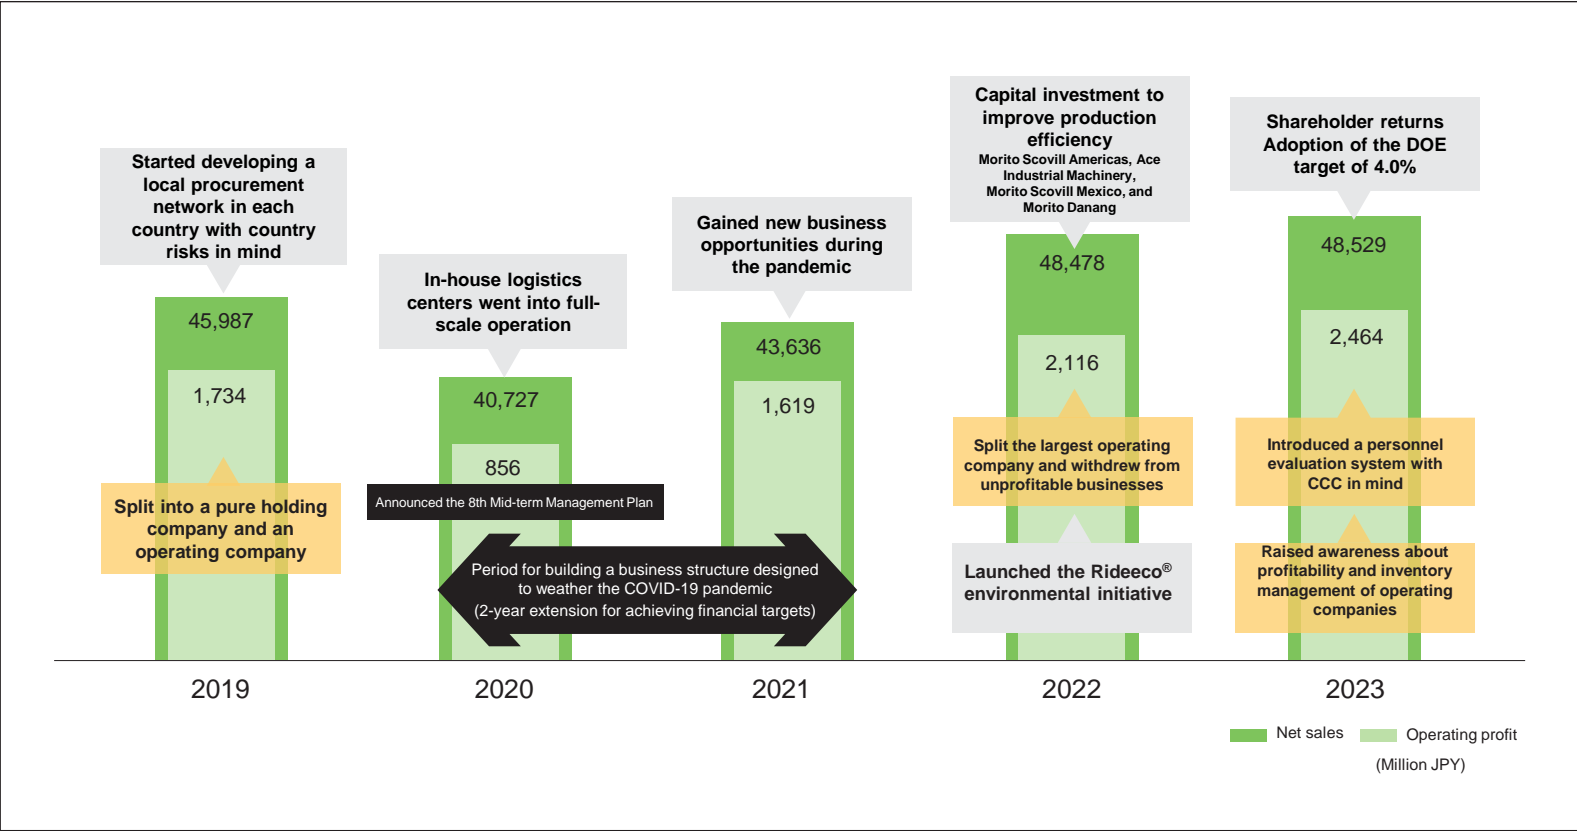 Started developing a
local procurement
network in each
country with country
risks in mind
45,987
1,734
Split into a pure holding
company and an
operating company
In-house logistics
centers went into full-
scale operation
40,727
856
Announced the 8th Mid-term Management Plan
Period for building a business structure designed
to weather the COVID-19 pandemic
(2-year extension for achieving financial targets)
Gained new business
opportunities during
the pandemic
43,636
1,619
Capital investment to
improve production
efficiency
Morito Scovill Americas, Ace
Industrial Machinery,
Morito Scovill Mexico, and
Morito Danang
48,478
2,116
Split the largest operating
company and withdrew from
unprofitable businesses
Launched the Rideeco®
environmental initiative
Shareholder returns
Adoption of the DOE
target of 4.0%
48,529
2,464
Introduced a personnel
evaluation system with
CCC in mind
Raised awareness about
profitability and inventory
management of operating
companies
2019
2020
2021
2022
2023
Net sales
Operating profit
(Million JPY)